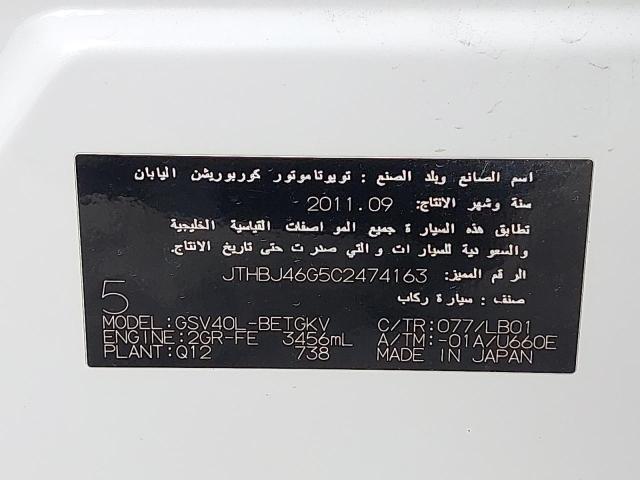 اسم الصانع وبلد الصنع : تويوتاموتور كوربوريشن اليابان
سنة وشهر الانتاج: 2011.09
تطابق هذه السيارة جميع المواصفات القياسية الخليجية
والسعودية للسيارات والتي صدرت حتى تاريخ الانتاج.
الرقم المميز: JTHBJ46G5C2474163
صنف: سيارة ركاب
5
MODEL:GSV40L-BETGKV C/TR:077/LB01
ENGINE:2GR-FE 3456mL A/TM:-01A/U660E
PLANT:Q12 738 MADE IN JAPAN